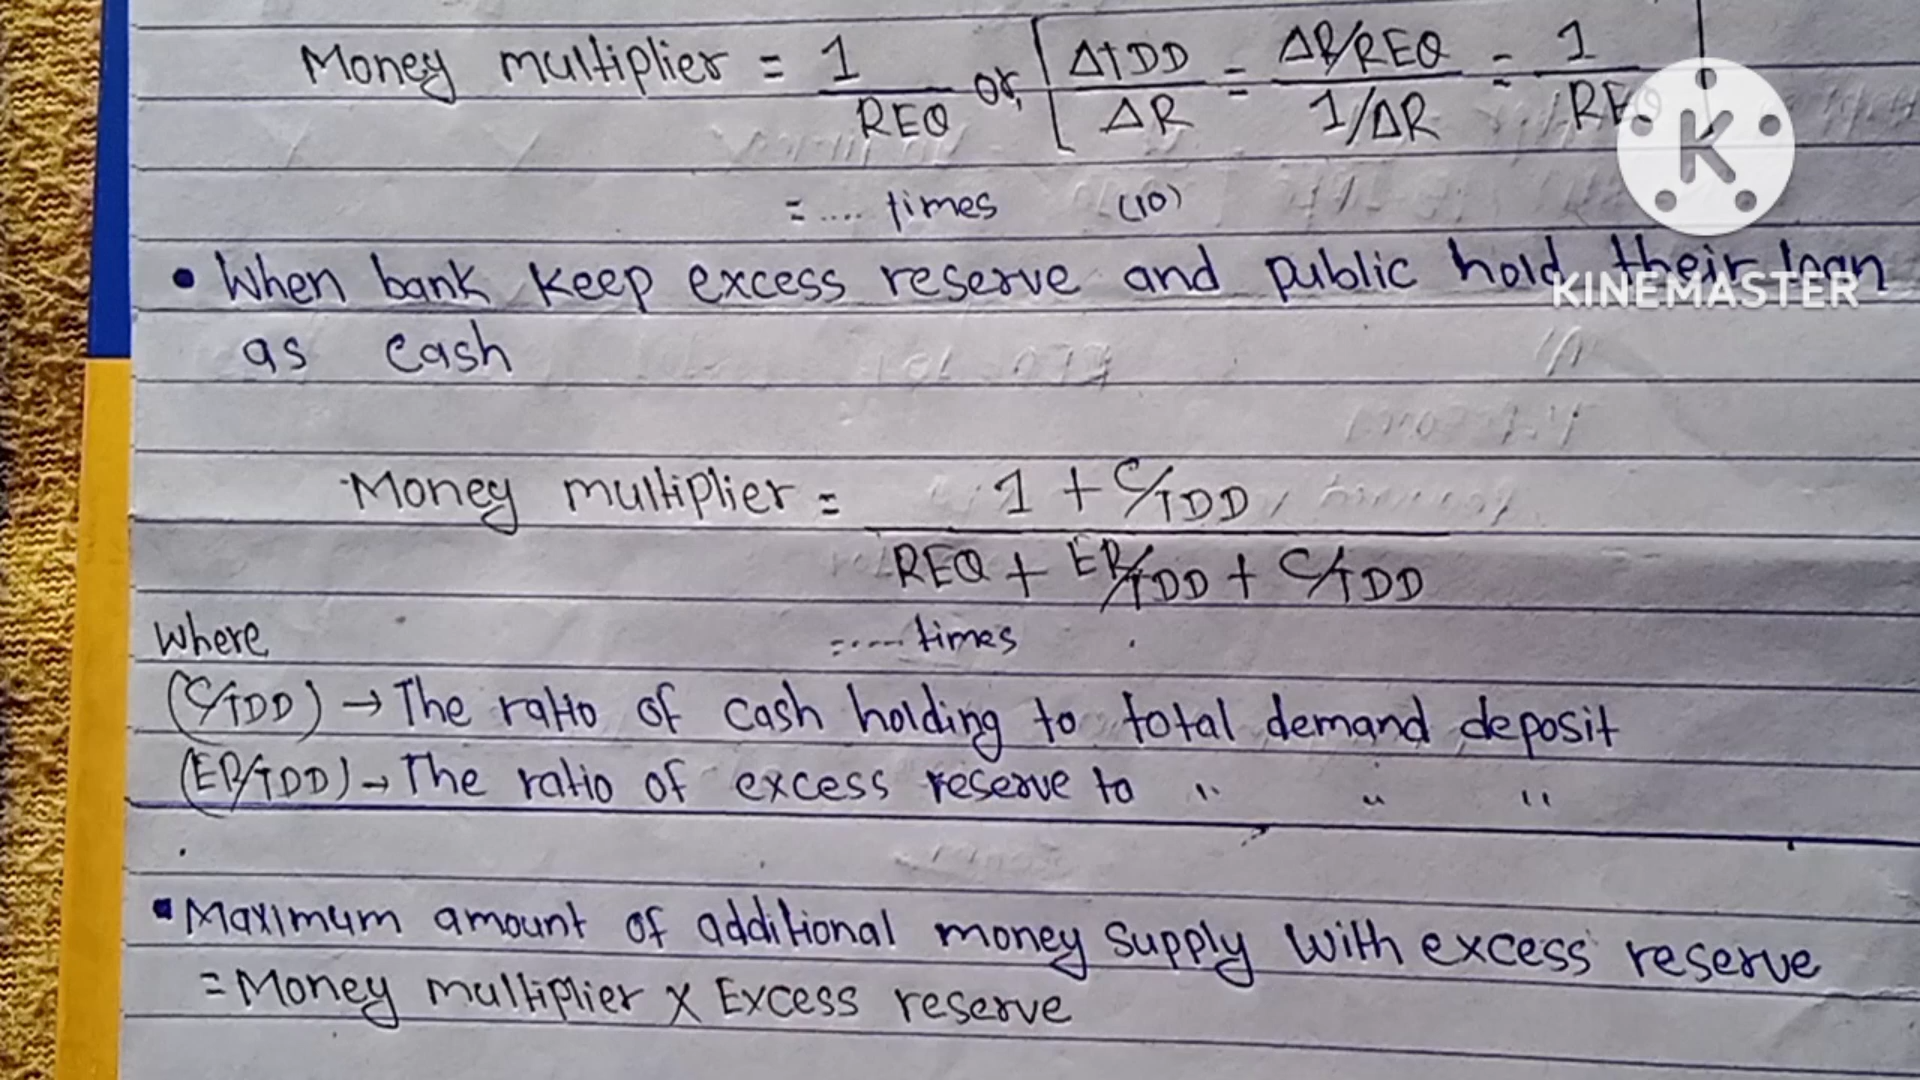 Money multiplier = 1/REQ or, [ΔTDD/ΔR = ΔR/REQ / 1/ΔR = 1/REQ]
= .... times (10)
• When bank keep excess reserve and public hold their loan
as cash
Money multiplier = 1 + C/TDD / REQ + ER/TDD + C/TDD
= .... times
Where
(C/TDD) → The ratio of cash holding to total demand deposit
(ER/TDD) → The ratio of excess reserve to " " "
• Maximum amount of additional money supply with excess reserve
= Money multiplier x Excess reserve
K
KINEMASTER